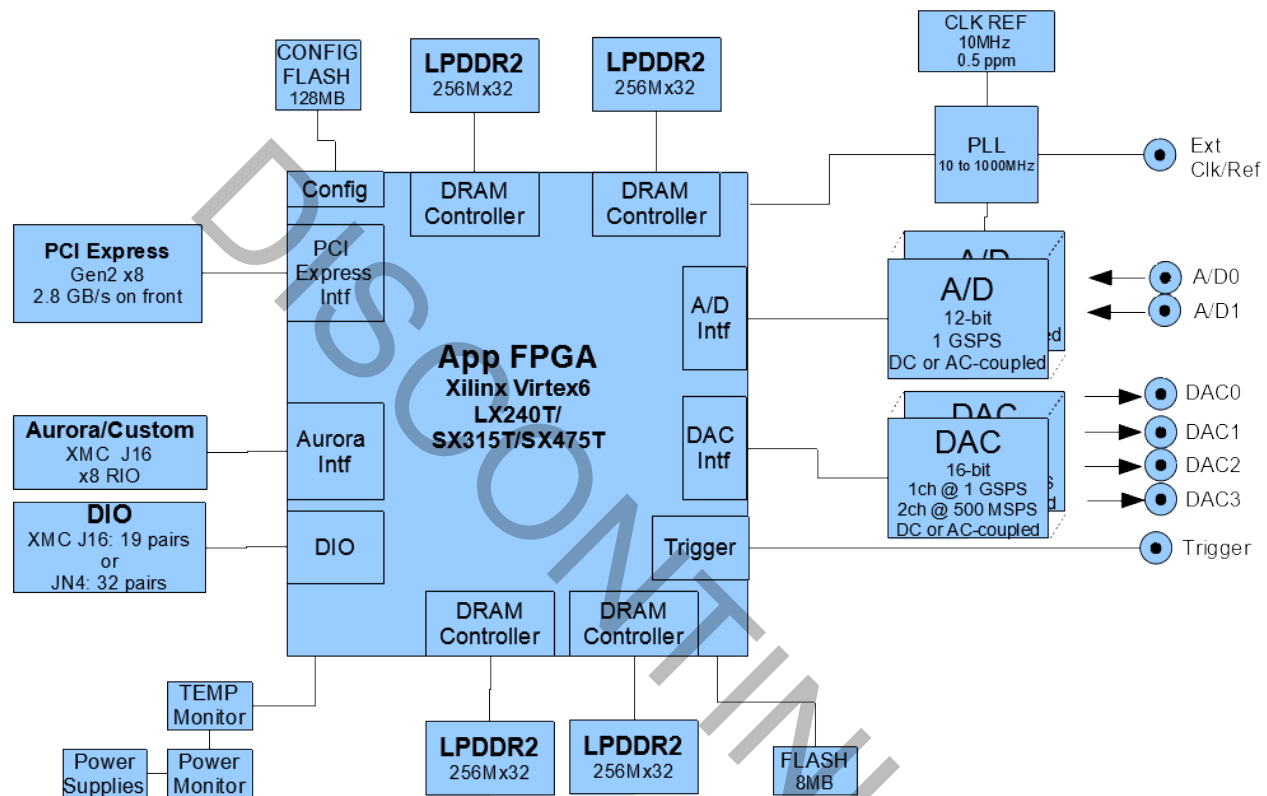 CONFIG
FLASH
128MB
LPDDR2
256Mx32
LPDDR2
256Mx32
CLK REF
10MHz
0.5 ppm
PLL
10 to 1000MHz
Ext
Clk/Ref
Config
DRAM
Controller
DRAM
Controller
PCI Express
Gen2 x8
2.8 GB/s on front
PCI
Express
Intf
A/D
Intf
A/D
A/D
12-bit
1 GSPS
DC or AC-coupled
ed
A/D0
A/D1
App FPGA
Xilinx Virtex6
LX240T/
SX315T/SX475T
Aurora/Custom
XMC J16
x8 RIO
Aurora
Intf
DAC
Intf
DAC
DAC
16-bit
1ch @ 1 GSPS
2ch @ 500 MSPS
DC or AC-coupled
S
ed
DAC0
DAC1
DAC2
DAC3
DIO
XMC J16: 19 pairs
or
JN4: 32 pairs
DIO
Trigger
Trigger
DRAM
Controller
DRAM
Controller
TEMP
Monitor
Power
Supplies
Power
Monitor
LPDDR2
256Mx32
LPDDR2
256Mx32
FLASH
8MB
DISCONTIN